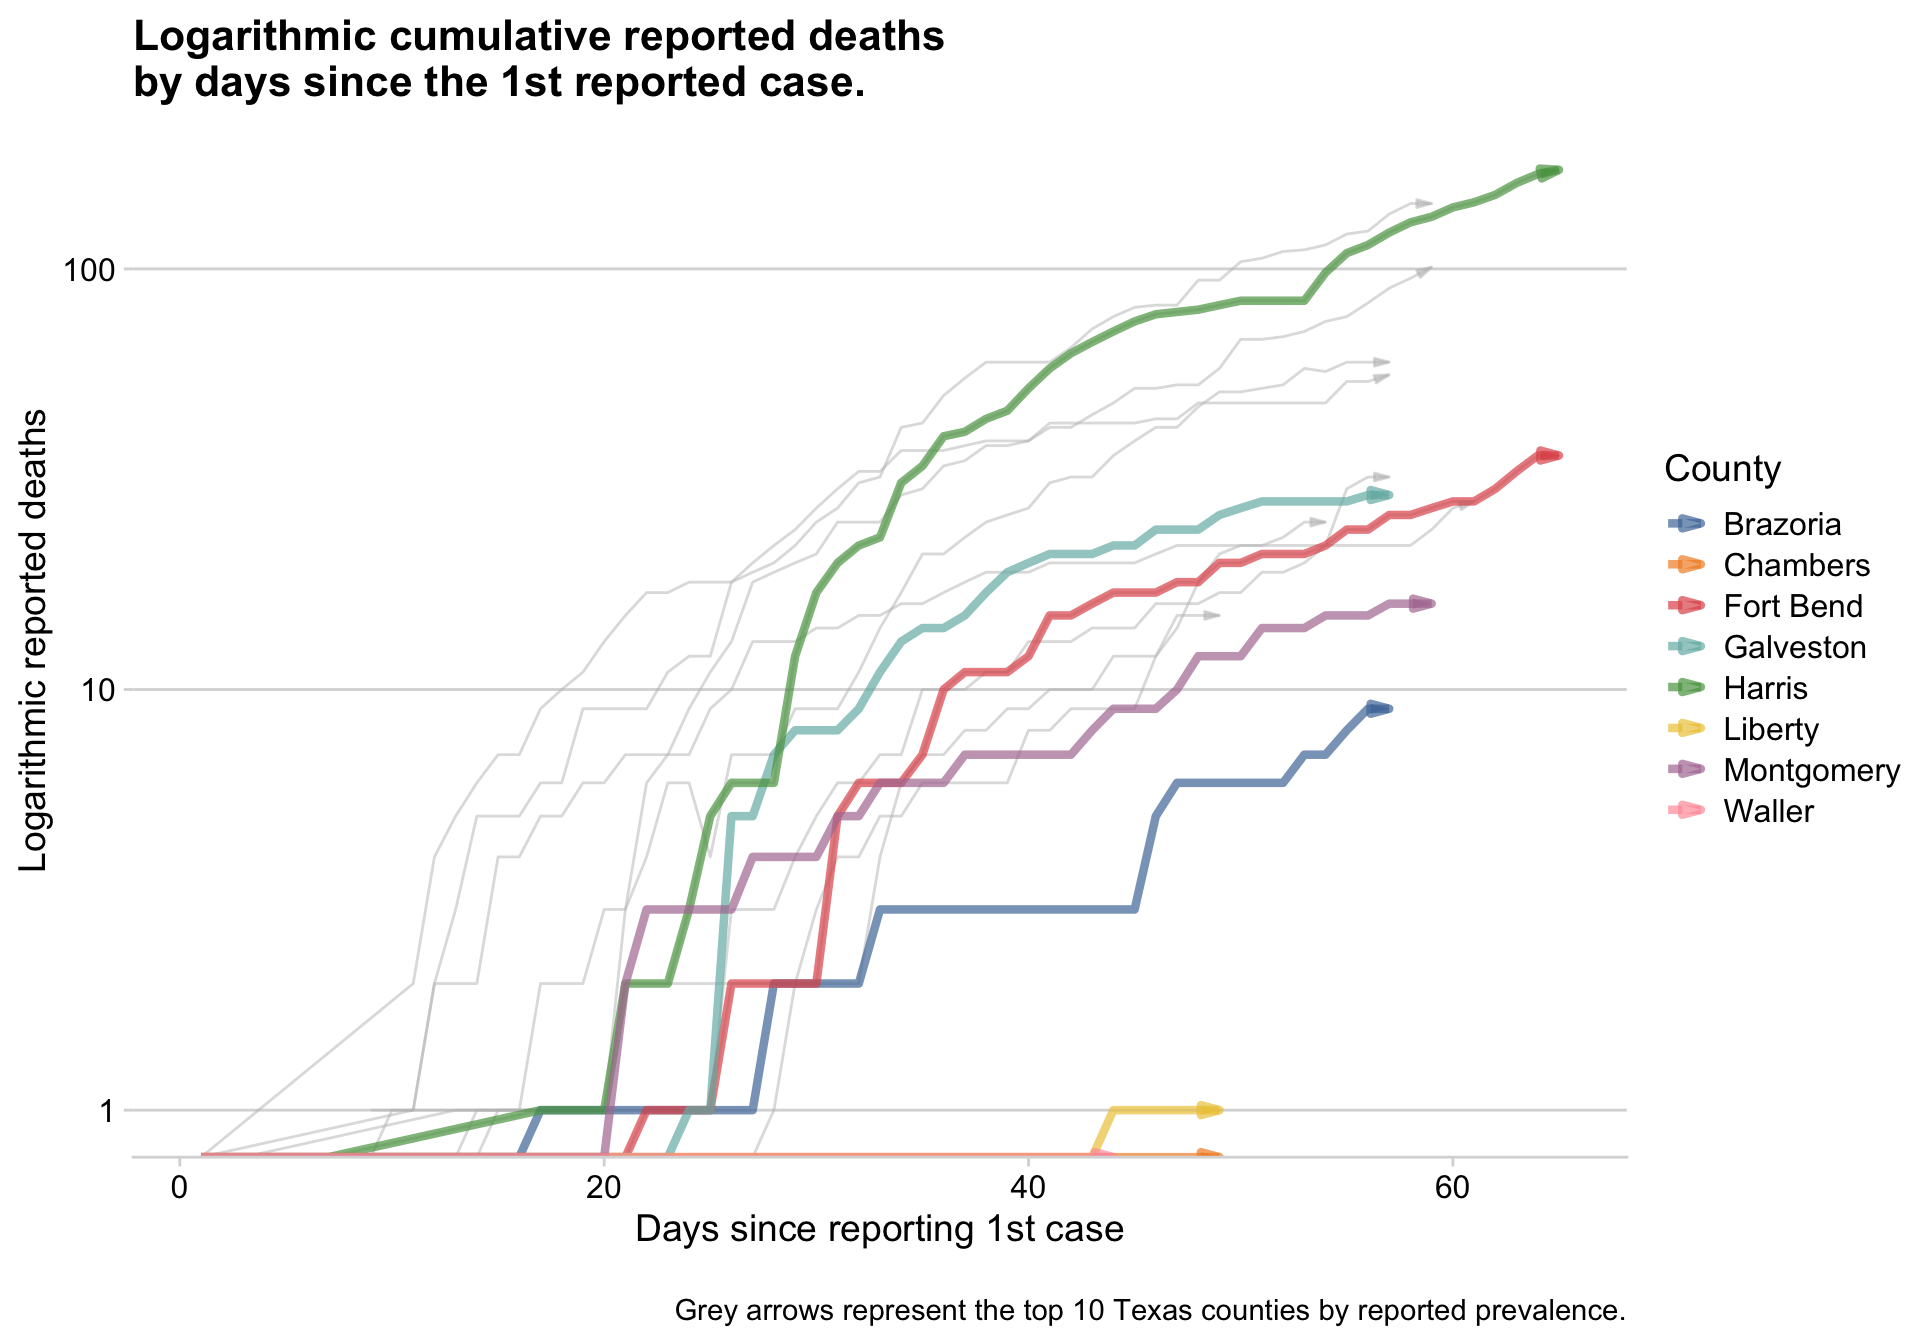 Logarithmic cumulative reported deaths
by days since the 1st reported case.
Logarithmic reported deaths
100
10
1
0
20
40
60
Days since reporting 1st case
County
Brazoria
Chambers
Fort Bend
Galveston
Harris
Liberty
Montgomery
Waller
Grey arrows represent the top 10 Texas counties by reported prevalence.